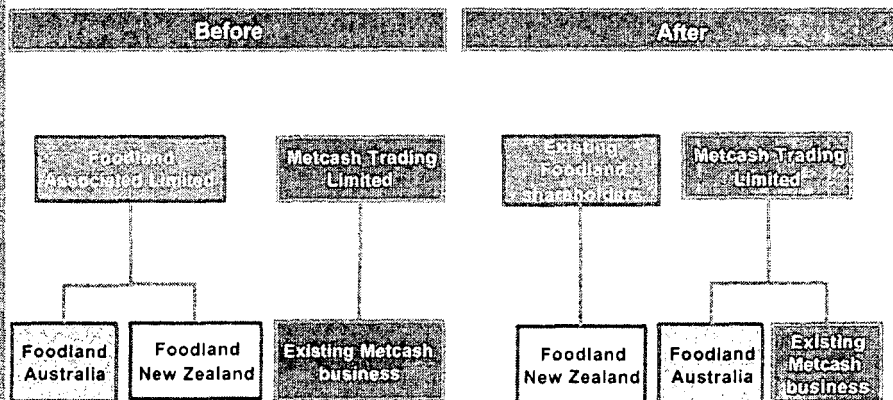 Before
After
Foodland
Associated Limited
Metcash Trading
Limited
Existing
Foodland
shareholders
Metcash Trading
Limited
Foodland
Australia
Foodland
New Zealand
Existing Metcash
business
Foodland
New Zealand
Foodland
Australia
Existing
Metcash
business